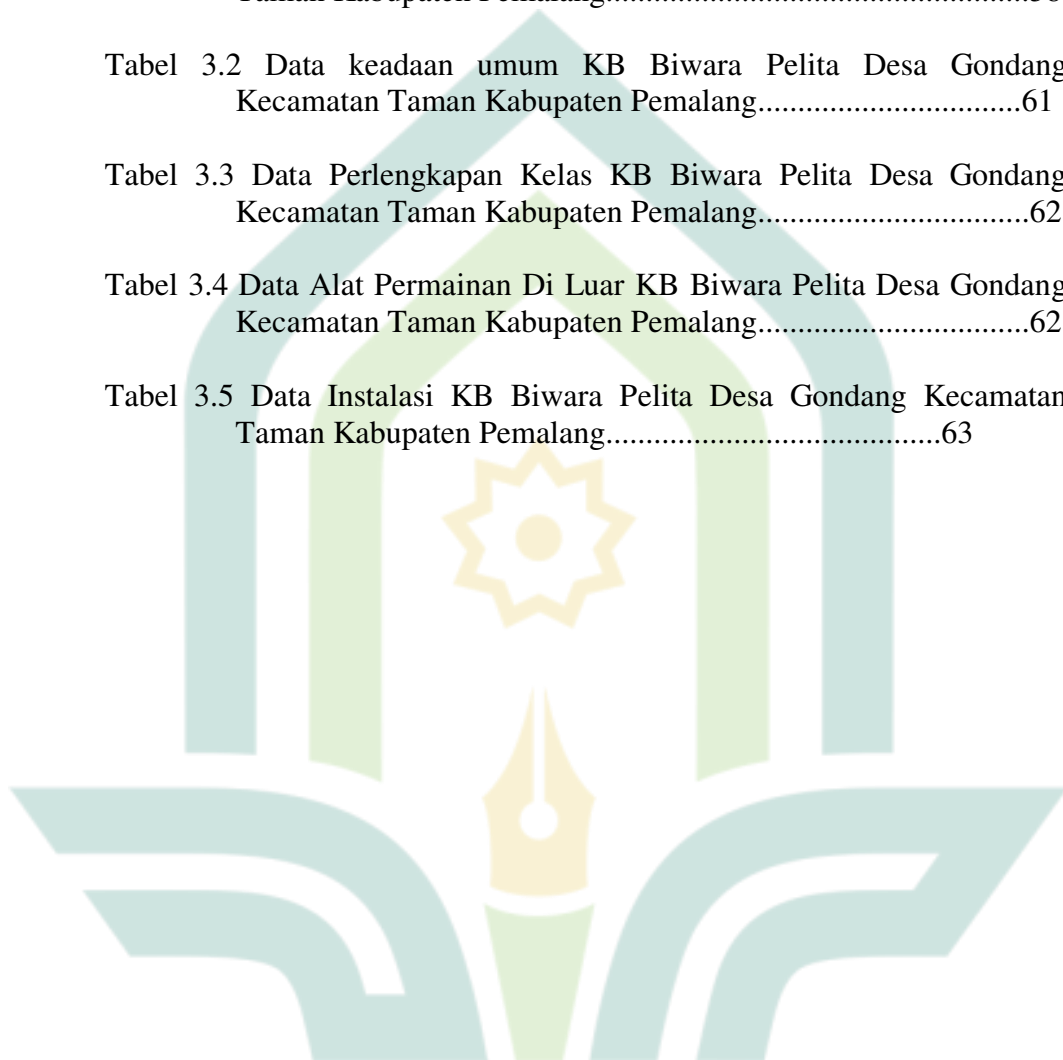 Taman Kabupaten Pemalang
Tabel 3.2 Data keadaan umum KB Biwara Pelita Desa Gondang
Kecamatan Taman Kabupaten Pemalang.................................61
Tabel 3.3 Data Perlengkapan Kelas KB Biwara Pelita Desa Gondang
Kecamatan Taman Kabupaten Pemalang..................................62
Tabel 3.4 Data Alat Permainan Di Luar KB Biwara Pelita Desa Gondang
Kecamatan Taman Kabupaten Pemalang..................................62
Tabel 3.5 Data Instalasi KB Biwara Pelita Desa Gondang Kecamatan
Taman Kabupaten Pemalang..........................................63